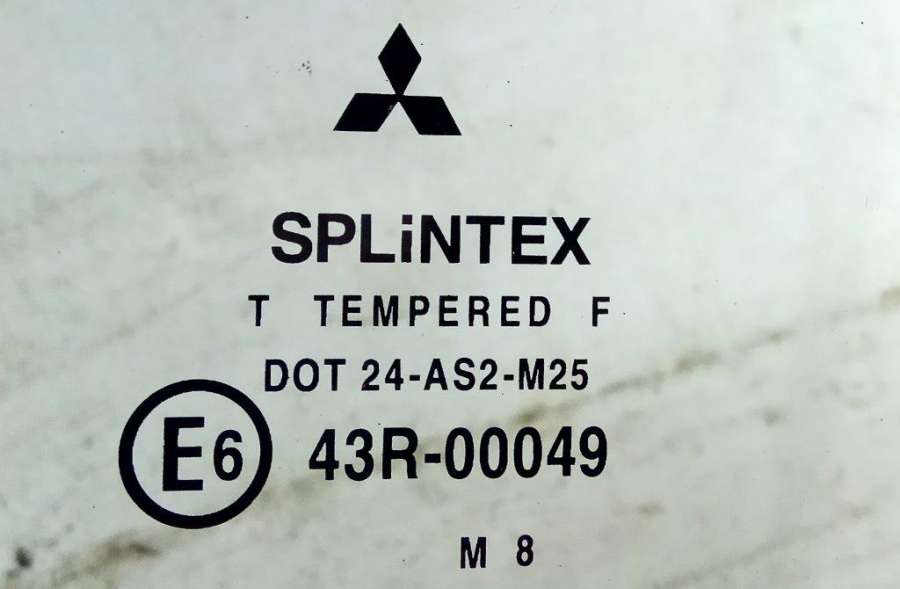 SPLiNTEX
T TEMPERED F
DOT 24-AS2-M25
E6 43R-00049
M 8